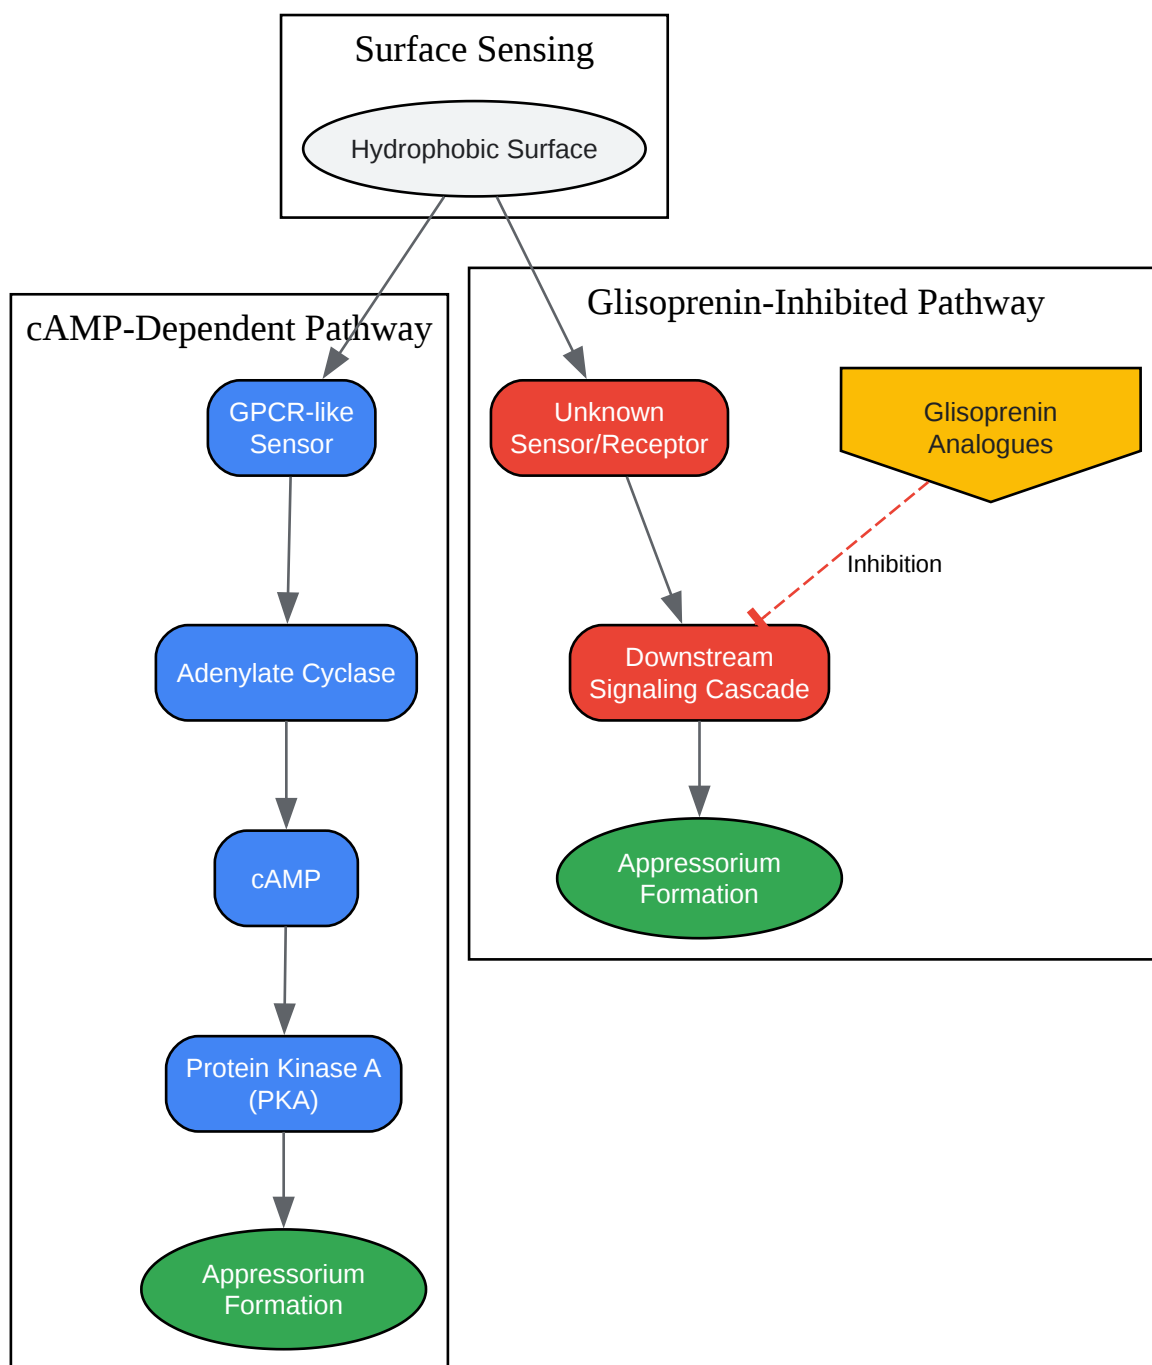 Surface Sensing
Hydrophobic Surface
cAMP-Dependent Pathway
GPCR-like
Sensor
Adenylate Cyclase
cAMP
Protein Kinase A
(PKA)
Appressorium
Formation
Glisoprenin-Inhibited Pathway
Unknown
Sensor/Receptor
Glisoprenin
Analogues
Inhibition
Downstream
Signaling Cascade
Appressorium
Formation